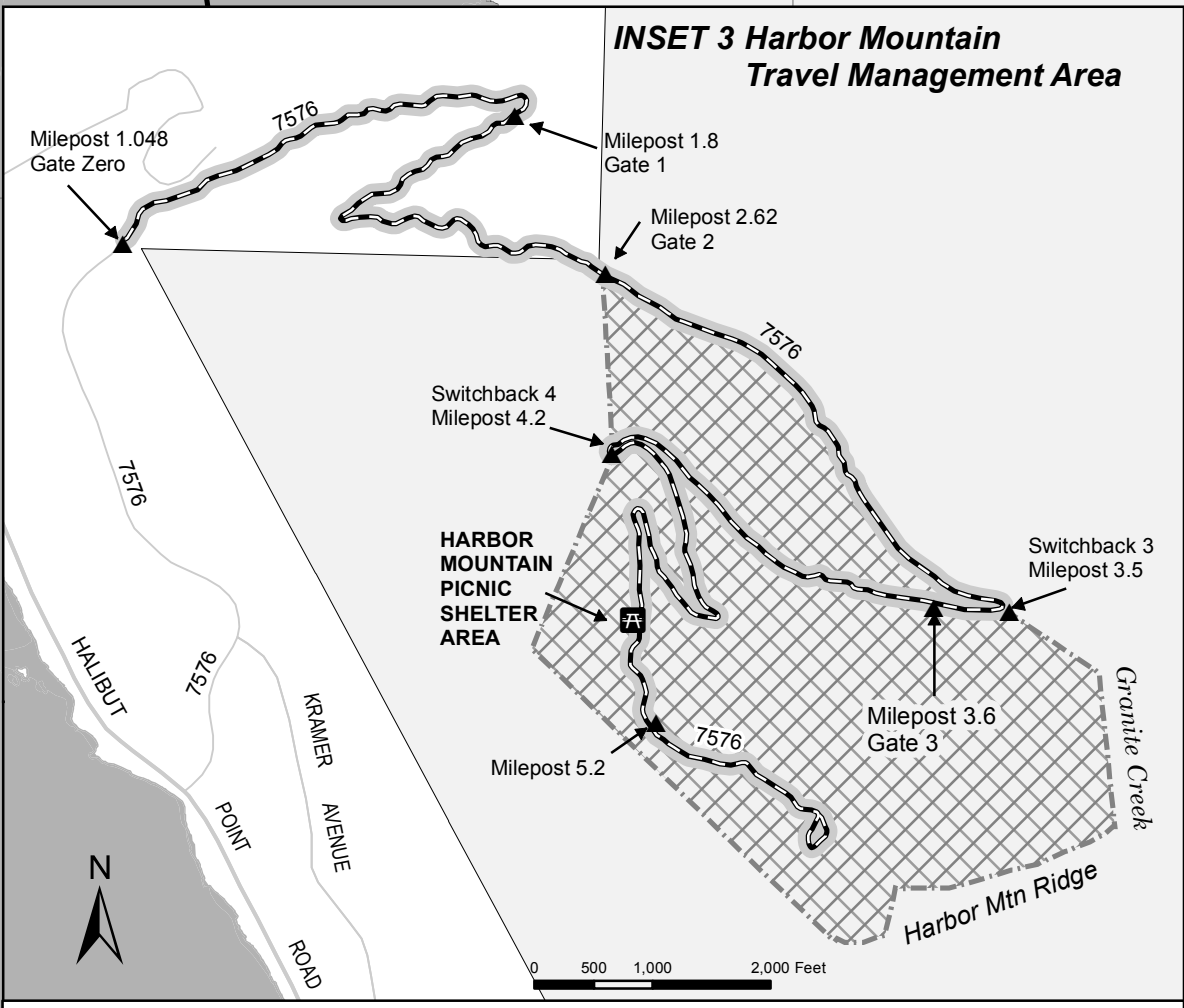 INSET 3 Harbor Mountain
Travel Management Area
7576
Milepost 1.048
Gate Zero
Milepost 1.8
Gate 1
Milepost 2.62
Gate 2
7576
Switchback 4
Milepost 4.2
7576
HARBOR
MOUNTAIN
PICNIC
SHELTER
AREA
Switchback 3
Milepost 3.5
HALIBUT
POINT
ROAD
7576
KRAMER
AVENUE
Milepost 3.6
Gate 3
Granite Creek
7576
Milepost 5.2
Harbor Mtn Ridge
N
0 500 1,000 2,000 Feet